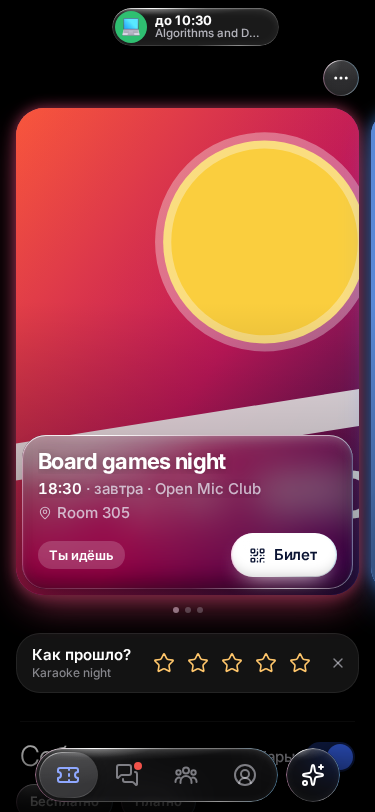 до 10:30
Algorithms and D...
Board games night
18:30 · завтра · Open Mic Club
Room 305
Ты идёшь
Билет
Как прошло?
Karaoke night
Бесплатно
Платно